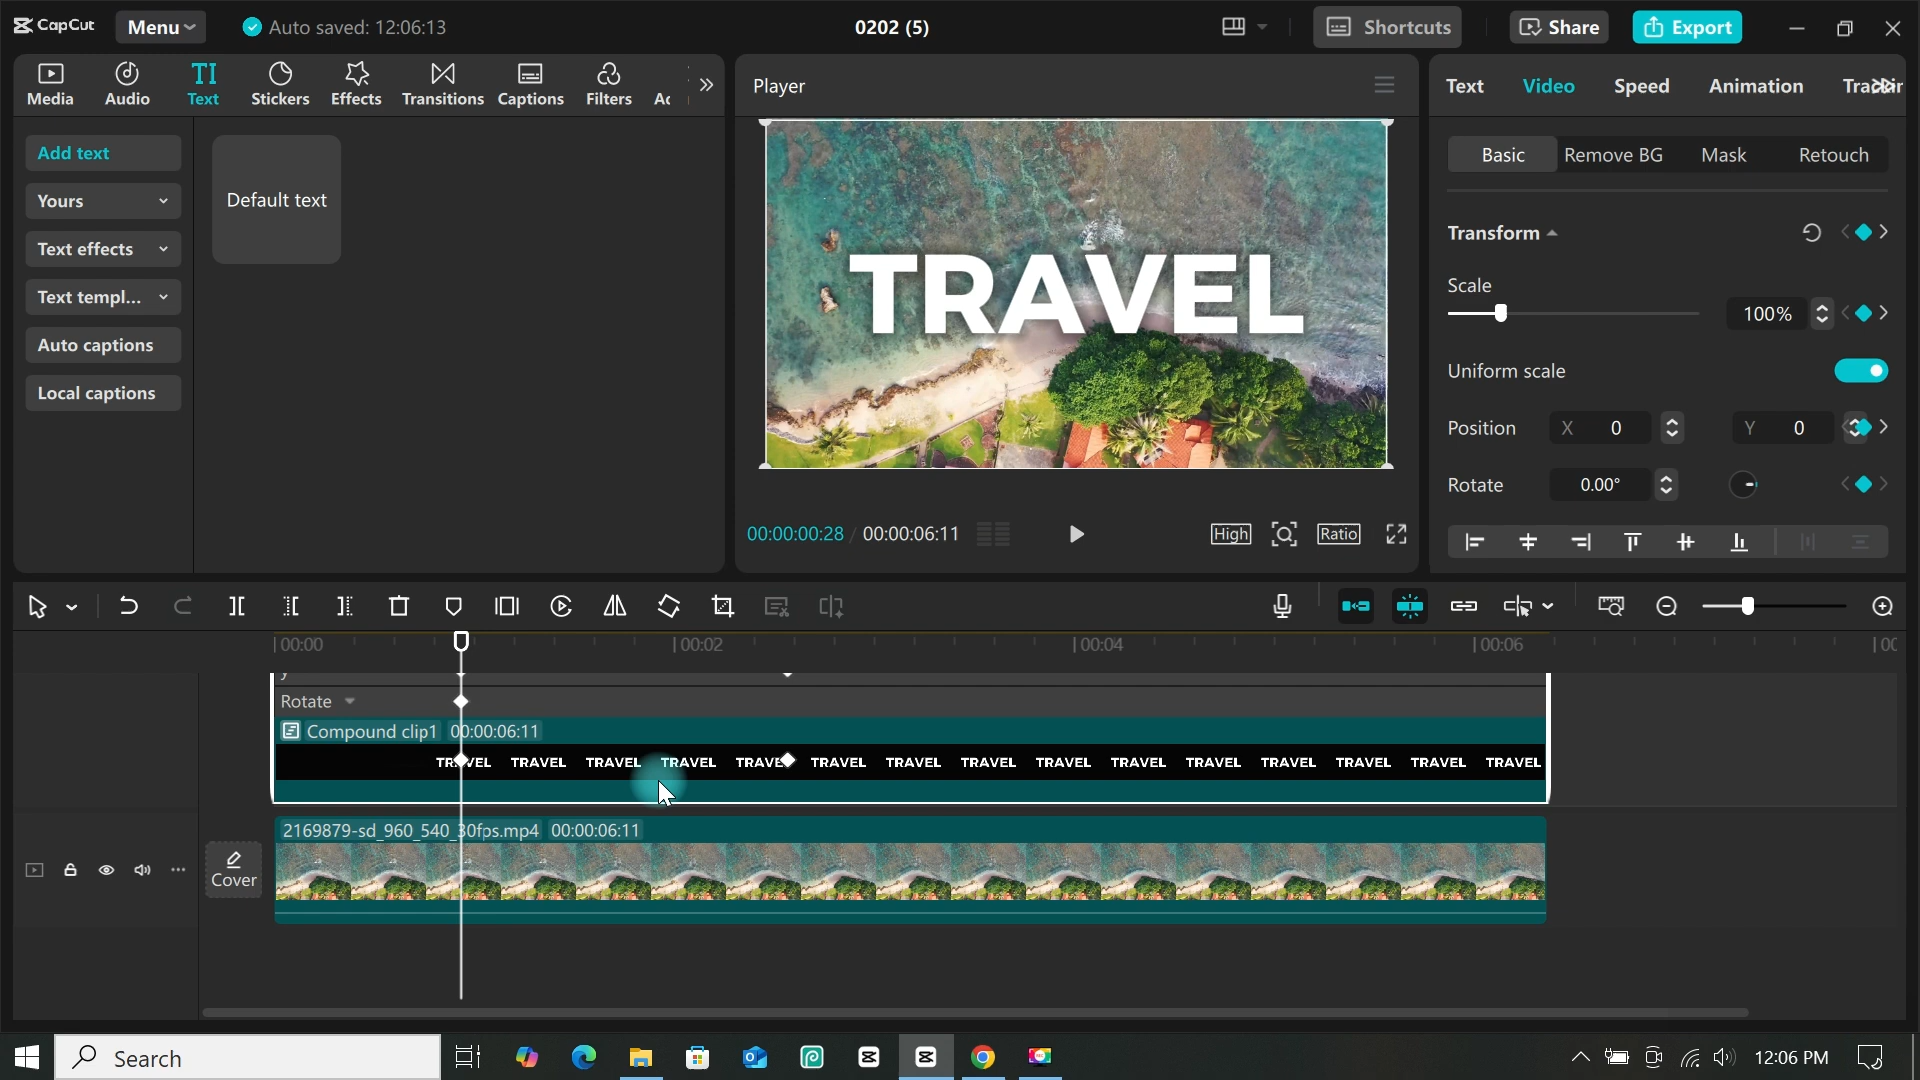 CapCut
Menu
Auto saved: 12:06:13
0202 (5)
Shortcuts
Share
Export
Media
Audio
TI
Text
Stickers
Effects
Transitions
Captions
Filters
Ac
Player
Text
Video
Speed
Animation
Add text
Yours
Text effects
Text templ...
Auto captions
Local captions
Default text
TRAVEL
Basic
Remove BG
Mask
Retouch
Transform
Scale
100%
Uniform scale
Position
X 0
Y 0
Rotate
0.00°
00:00:00:28 / 00:00:06:11
High
Ratio
00:00
00:02
00:04
00:06
Rotate
Compound clip1 00:00:06:11
TRAVEL TRAVEL TRAVEL TRAVEL TRAVEL TRAVEL TRAVEL TRAVEL TRAVEL TRAVEL TRAVEL TRAVEL TRAVEL TRAVEL TRAVEL
2169879-sd_960_540_30fps.mp4 00:00:06:11
Cover
Search
12:06 PM